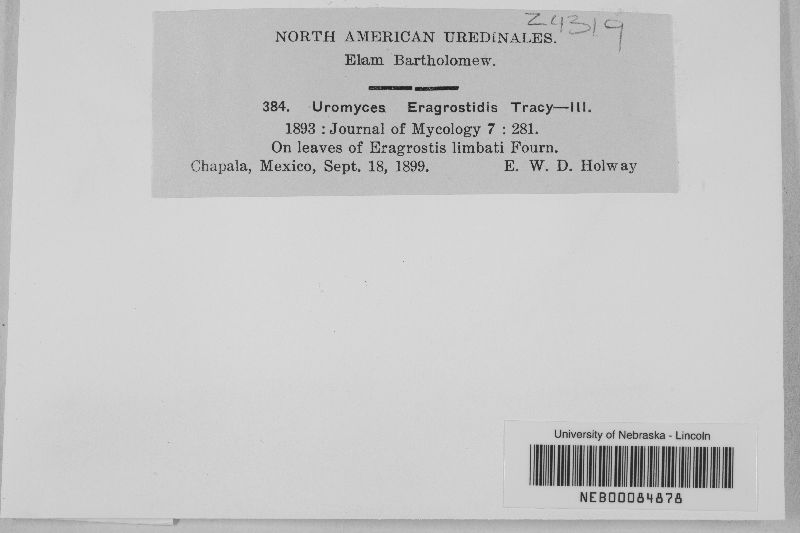 24319
NORTH AMERICAN UREDINALES.
Elam Bartholomew.
384. Uromyces Eragrostidis Tracy—III.
1893 : Journal of Mycology 7 : 281.
On leaves of Eragrostis limbati Fourn.
Chapala, Mexico, Sept. 18, 1899. E. W. D. Holway
University of Nebraska - Lincoln
NEB00084878